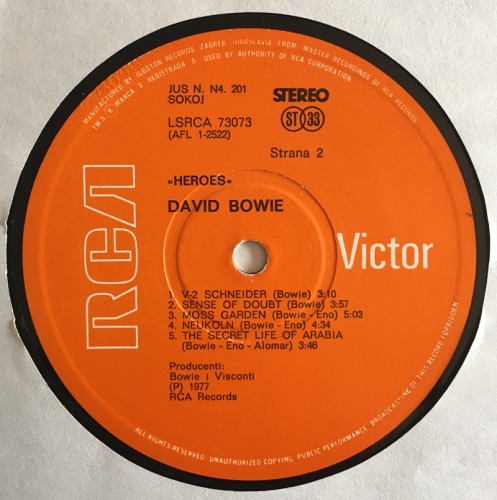 MANUFACTURED BY JUGOTON RECORDS ZAGREB JUGOSLAVIA FROM MASTER RECORDINGS OF RCA CORPORATION
TM S ® MARCA S REGISTRADA S USED BY AUTHORITY OF RCA CORPORATION
JUS N. N4. 201
SOKOJ
STEREO
LSRCA 73073
ST 33
(AFL 1-2522)
Strana 2
»HEROES«
DAVID BOWIE
RCA
Victor
1. V-2 SCHNEIDER (Bowie) 3:10
2. SENSE OF DOUBT (Bowie) 3:57
3. MOSS GARDEN (Bowie - Eno) 5:03
4. NEUKÖLN (Bowie - Eno) 4:34
5. THE SECRET LIFE OF ARABIA
(Bowie - Eno - Alomar) 3:46
Producenti:
Bowie i Visconti
(P) 1977
RCA Records
ALL RIGHTS RESERVED. UNAUTHORIZED COPYING, PUBLIC PERFORMANCE, BROADCASTING OF THIS RECORD FORBIDDEN